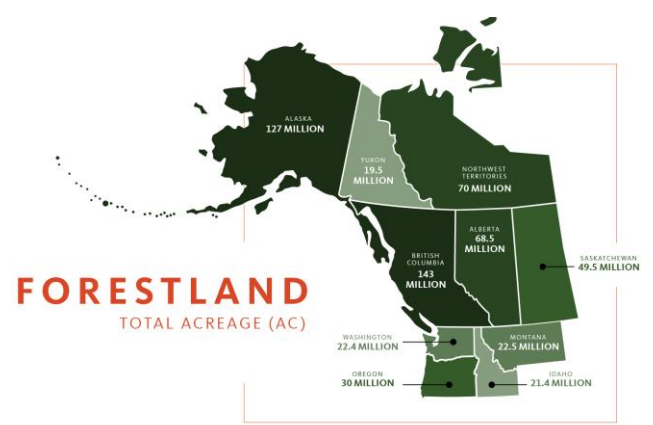 ALASKA
127 MILLION
YUKON
19.5
MILLION
NORTHWEST
TERRITORIES
70 MILLION
BRITISH
COLUMBIA
143
MILLION
ALBERTA
68.5
MILLION
SASKATCHEWAN
49.5 MILLION
FORESTLAND
TOTAL ACREAGE (AC)
WASHINGTON
22.4 MILLION
MONTANA
22.5 MILLION
OREGON
30 MILLION
IDAHO
21.4 MILLION